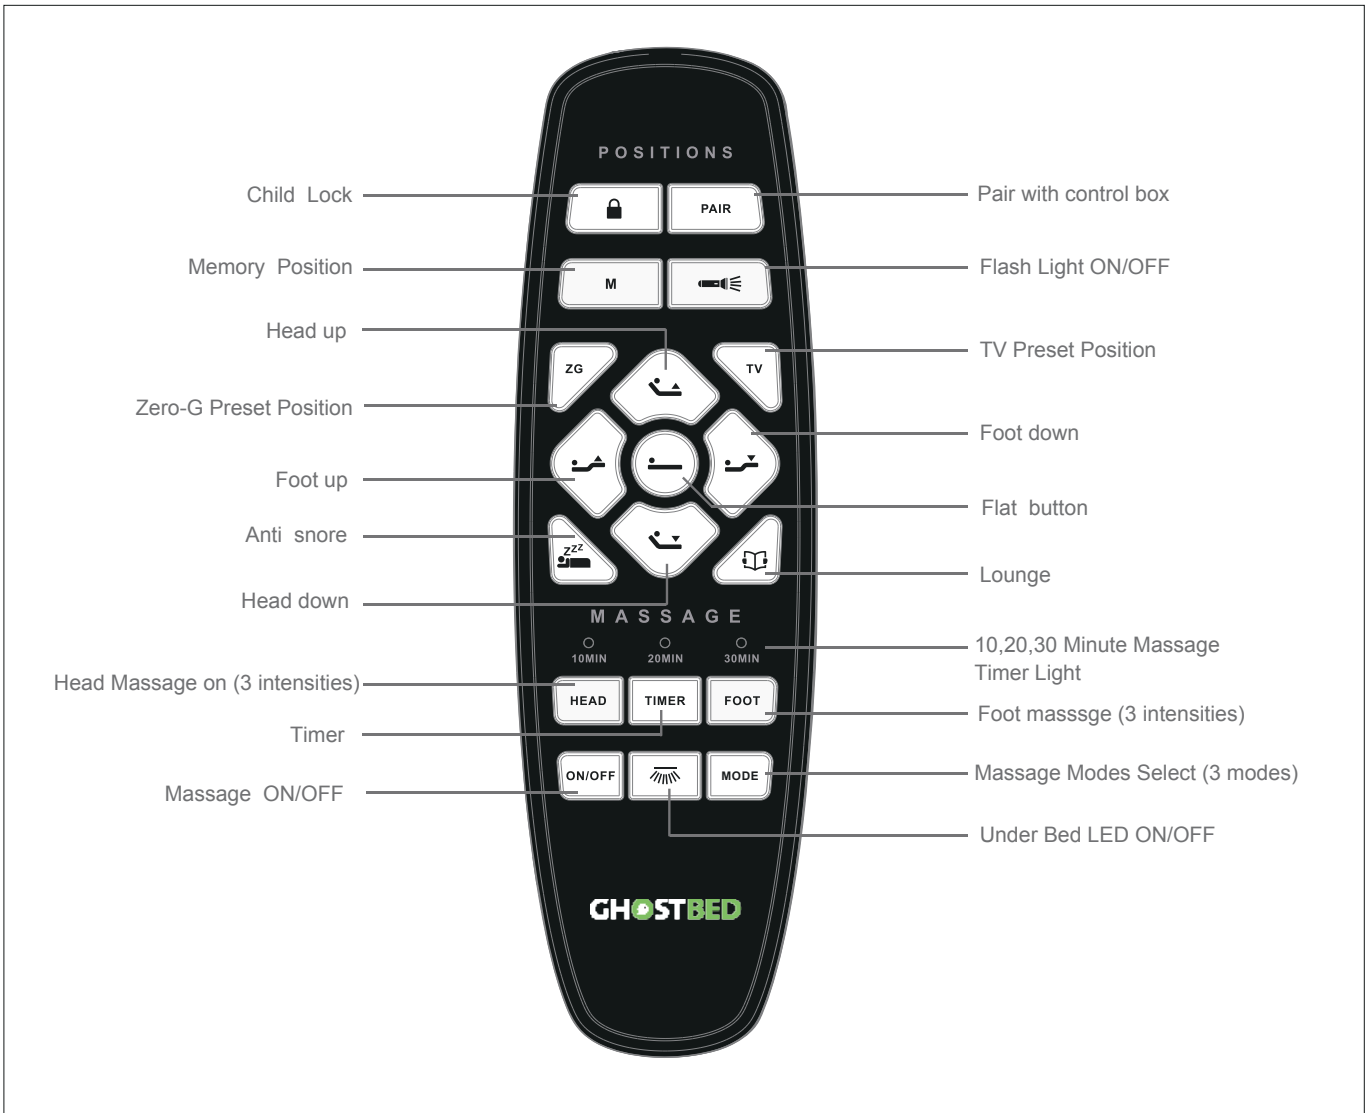 POSITIONS
Child Lock
PAIR
Pair with control box
Memory Position
M
Flash Light ON/OFF
Head up
ZG
TV
TV Preset Position
Zero-G Preset Position
Foot down
Foot up
Flat button
Anti snore
ZZZ
Lounge
Head down
MASSAGE
10MIN 20MIN 30MIN
10,20,30 Minute Massage
Timer Light
Head Massage on (3 intensities)
HEAD TIMER FOOT
Foot masssge (3 intensities)
Timer
ON/OFF MODE
Massage Modes Select (3 modes)
Massage ON/OFF
Under Bed LED ON/OFF
GHOSTBED